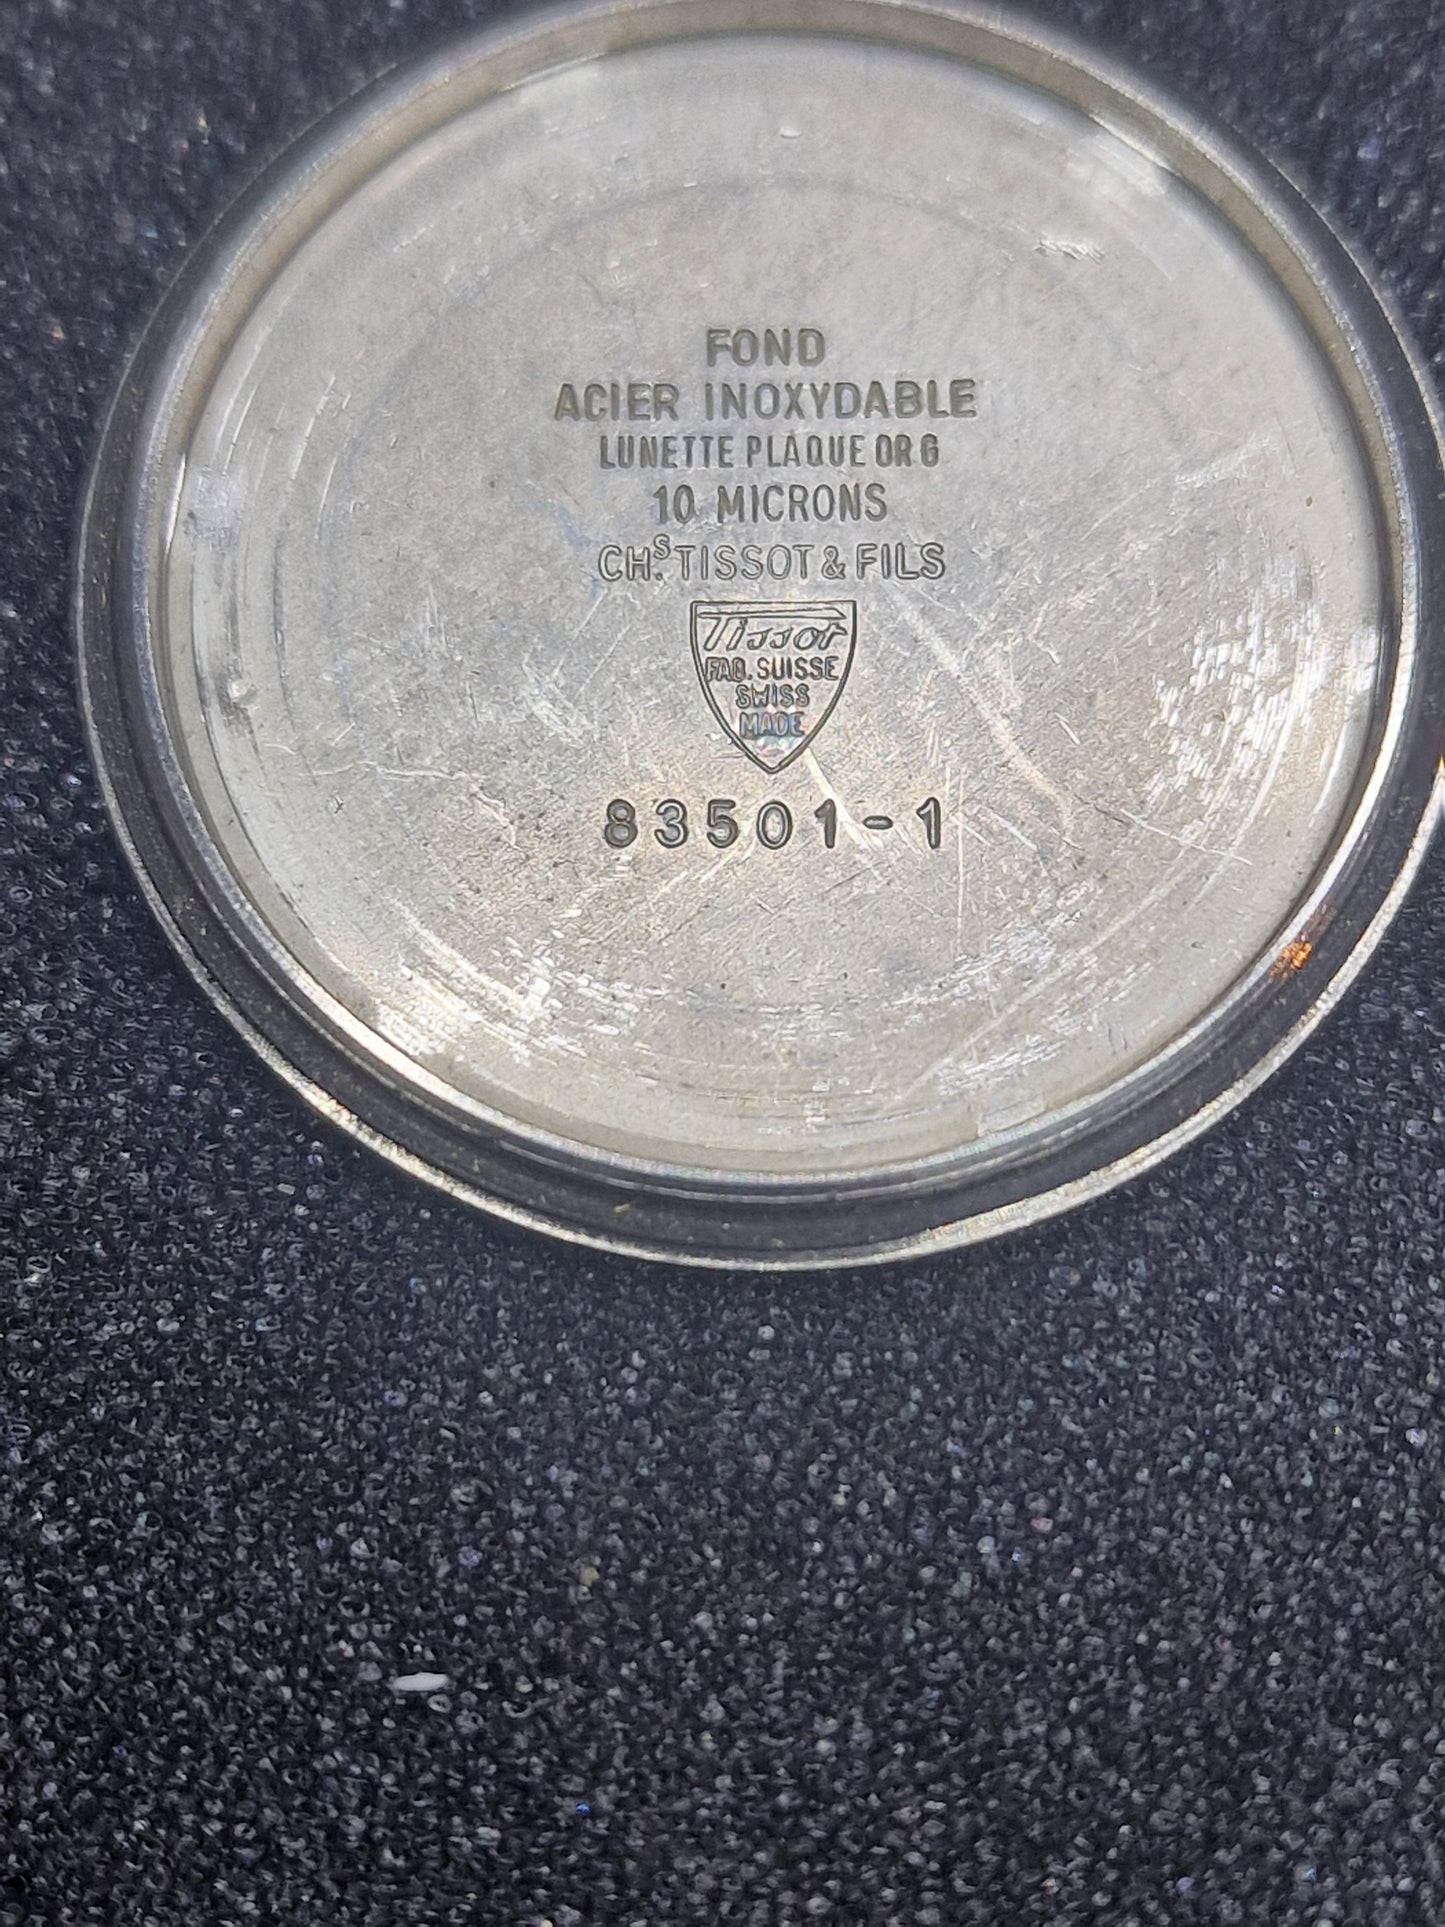 FOND
ACIER INOXYDABLE
LUNETTE PLAQUE OR G
10 MICRONS
CHS. TISSOT & FILS
Tissot
FAB. SUISSE
SWISS
MADE
83501-1